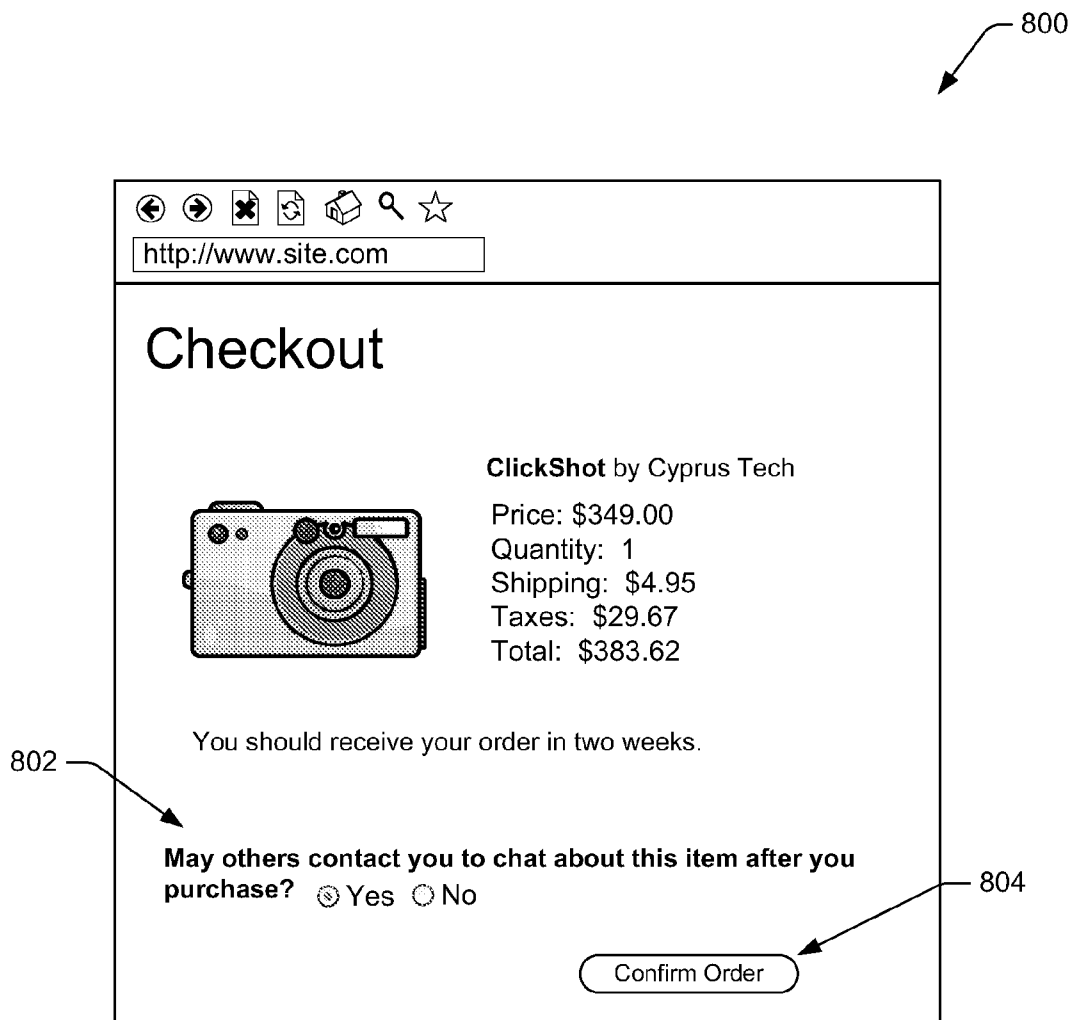 800
http://www.site.com
Checkout
ClickShot by Cyprus Tech
Price: $349.00
Quantity: 1
Shipping: $4.95
Taxes: $29.67
Total: $383.62
You should receive your order in two weeks.
802
May others contact you to chat about this item after you
purchase? Yes No
804
Confirm Order